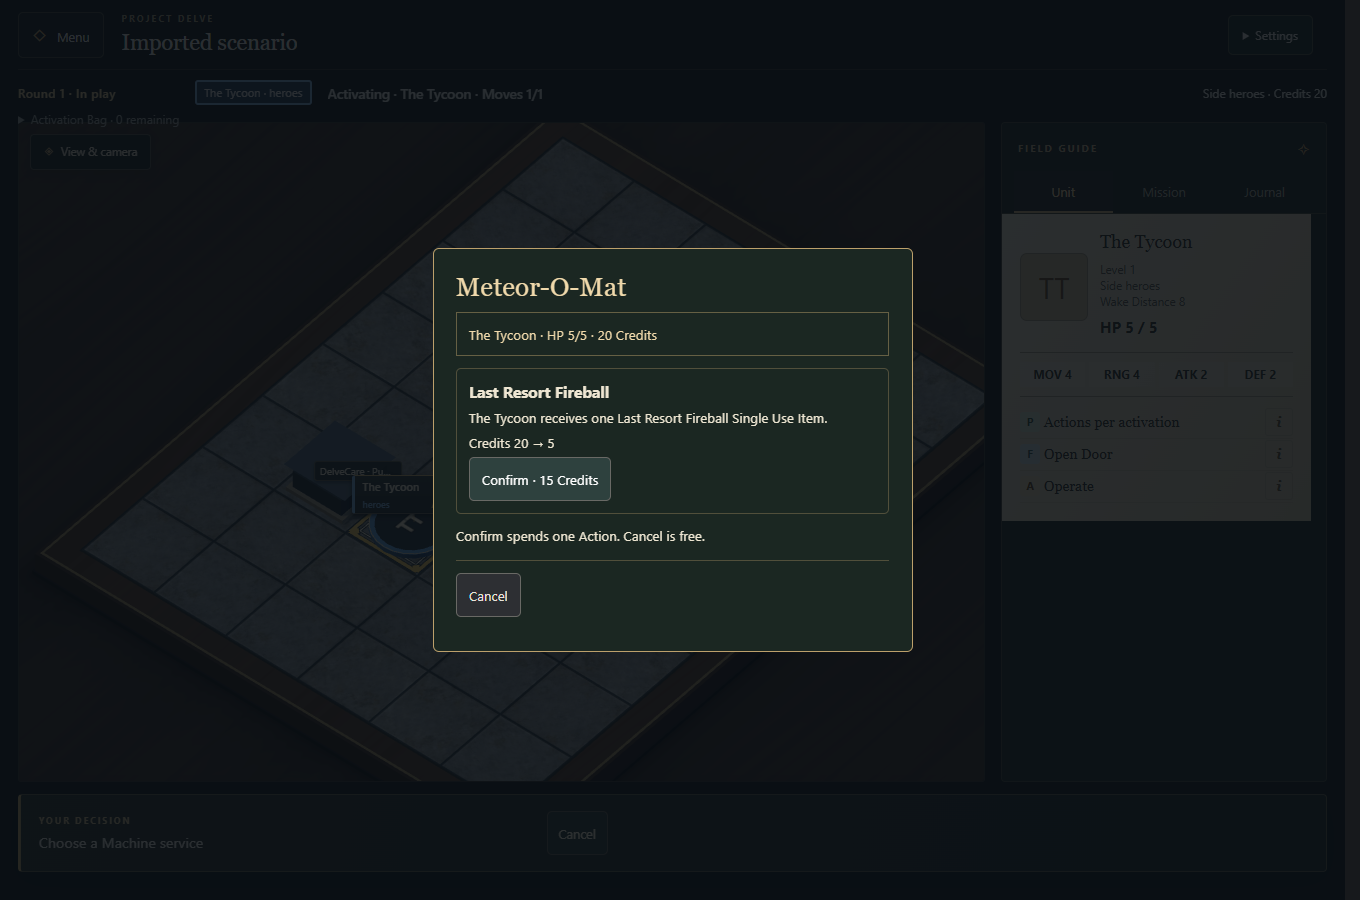 PROJECT DELVE
Menu
Imported scenario
Settings
Round 1 · In play
The Tycoon · heroes
Activating · The Tycoon · Moves 1/1
Side heroes · Credits 20
Activation Bag · 0 remaining
View & camera
DelveCare · Pu...
The Tycoon
heroes
Meteor-O-Mat
The Tycoon · HP 5/5 · 20 Credits
Last Resort Fireball
The Tycoon receives one Last Resort Fireball Single Use Item.
Credits 20 → 5
Confirm · 15 Credits
Confirm spends one Action. Cancel is free.
Cancel
FIELD GUIDE
Unit
Mission
Journal
TT
The Tycoon
Level 1
Side heroes
Wake Distance 8
HP 5 / 5
MOV 4
RNG 4
ATK 2
DEF 2
P Actions per activation i
F Open Door i
A Operate i
YOUR DECISION
Choose a Machine service
Cancel